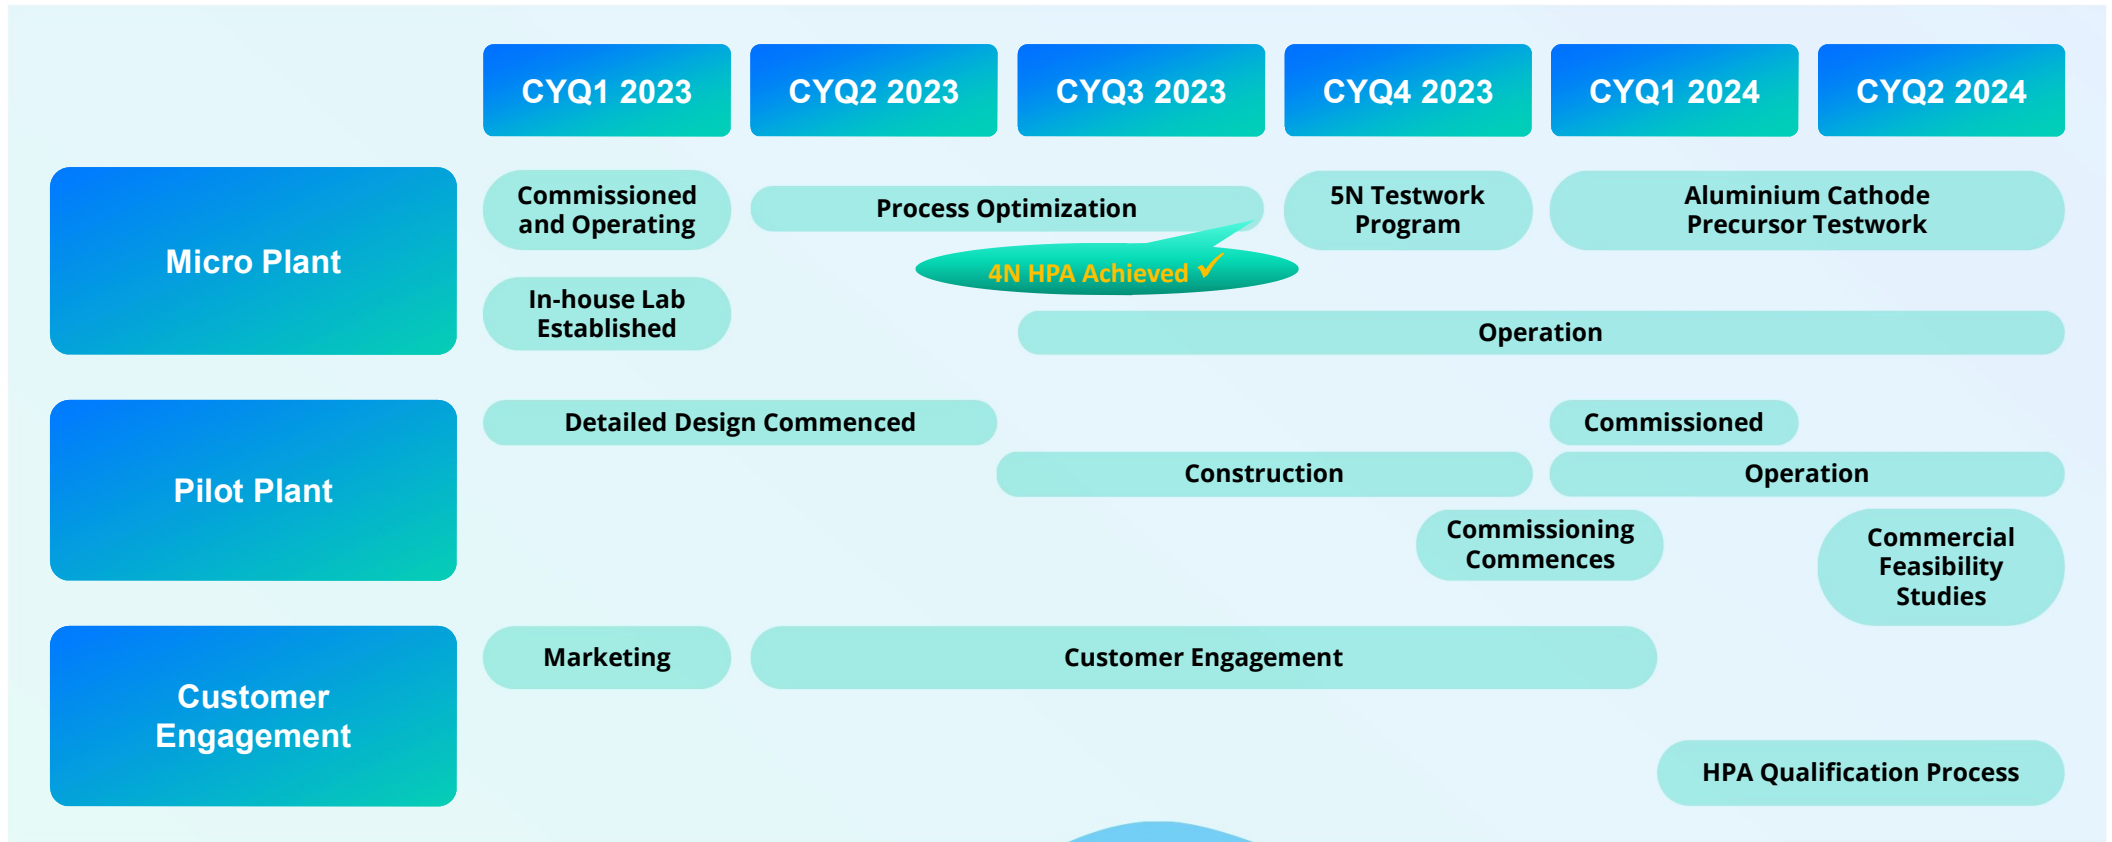 CYQ1 2023
CYQ2 2023
CYQ3 2023
CYQ4 2023
CYQ1 2024
CYQ2 2024
Micro Plant
Commissioned
and Operating
Process Optimization
5N Testwork
Program
Aluminium Cathode
Precursor Testwork
4N HPA Achieved ✓
In-house Lab
Established
Operation
Pilot Plant
Detailed Design Commenced
Commissioned
Construction
Operation
Commissioning
Commences
Commercial
Feasibility
Studies
Customer
Engagement
Marketing
Customer Engagement
HPA Qualification Process